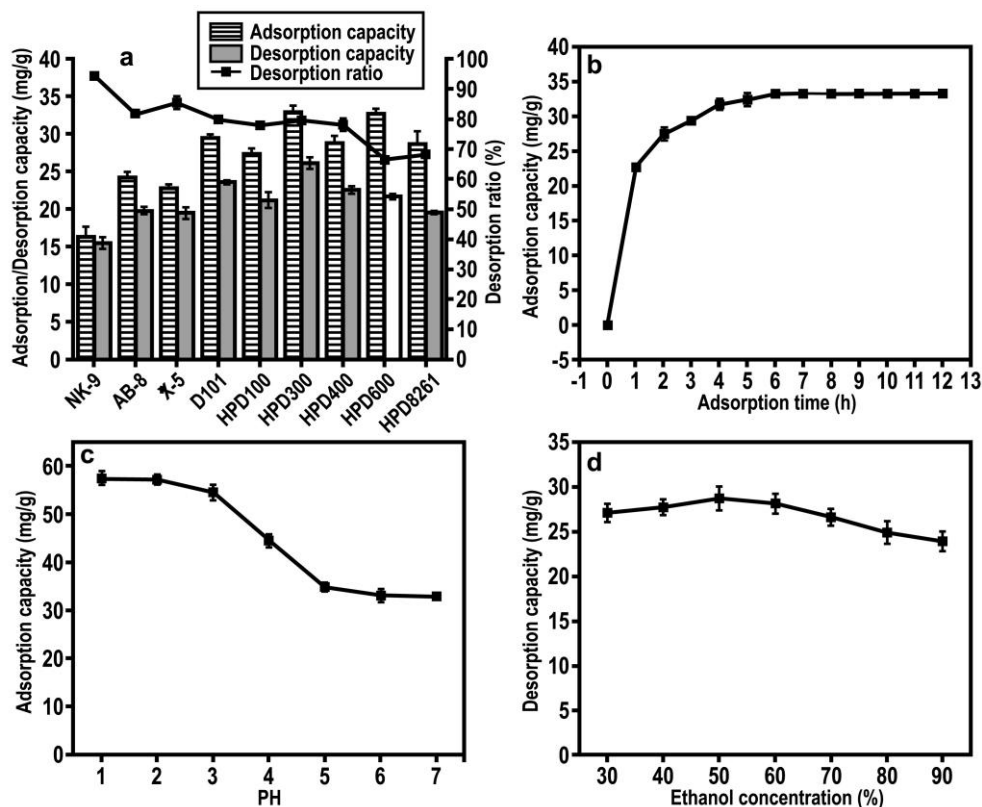 a
Adsorption capacity
Desorption capacity
Desorption ratio
Adsorption/Desorption capacity (mg/g)
40
35
30
25
20
15
10
5
0
100
90
80
70
60
50
40
30
20
10
0
Desorption ratio (%)
NK-9
AB-8
X-5
D101
HPD100
HPD300
HPD400
HPD600
HPD8261
b
Adsorption capacity (mg/g)
40
35
30
25
20
15
10
5
0
-5
-1 0 1 2 3 4 5 6 7 8 9 10 11 12 13
Adsorption time (h)
c
Adsorption capacity (mg/g)
60
50
40
30
20
10
0
1 2 3 4 5 6 7
PH
d
Desorption capacity (mg/g)
35
30
25
20
15
10
5
0
30 40 50 60 70 80 90
Ethanol concentration (%)